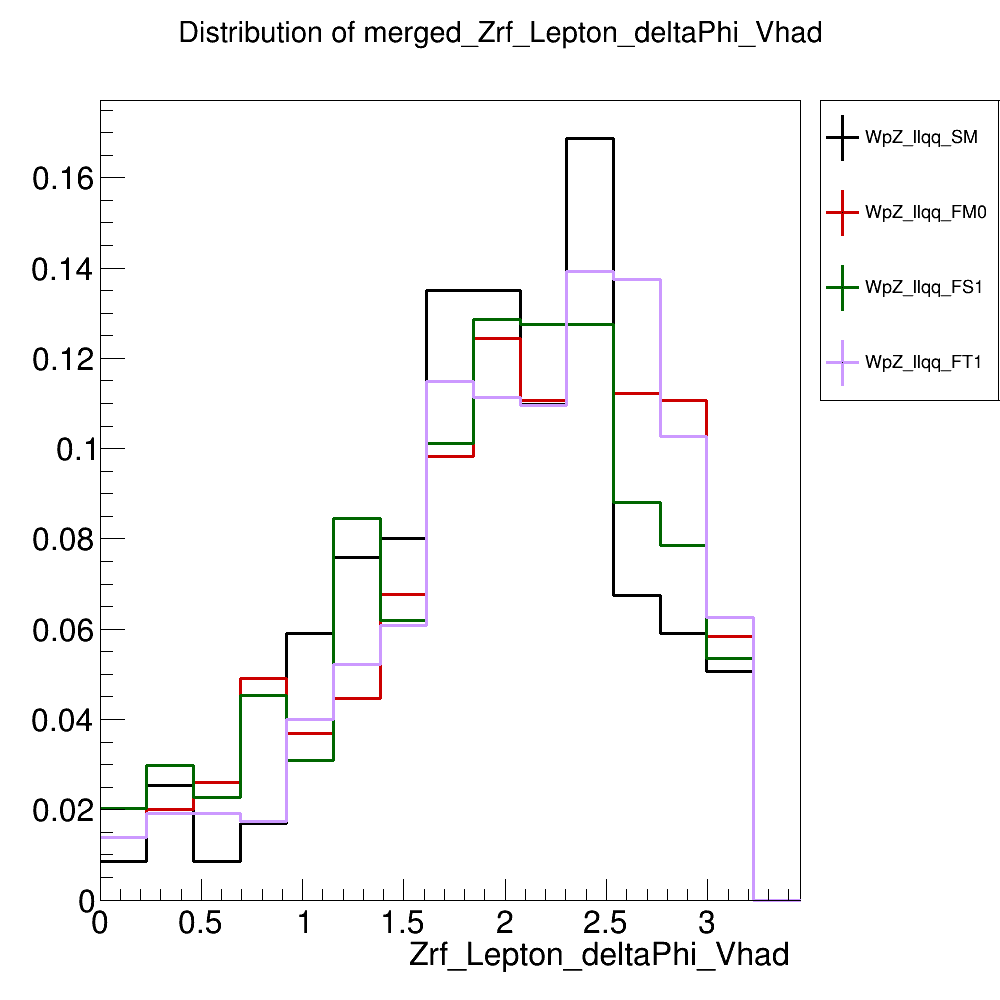 Distribution of merged_Zrf_Lepton_deltaPhi_Vhad
WpZ_llqq_SM
WpZ_llqq_FM0
WpZ_llqq_FS1
WpZ_llqq_FT1
0.16
0.14
0.12
0.1
0.08
0.06
0.04
0.02
0
0 0.5 1 1.5 2 2.5 3
Zrf_Lepton_deltaPhi_Vhad